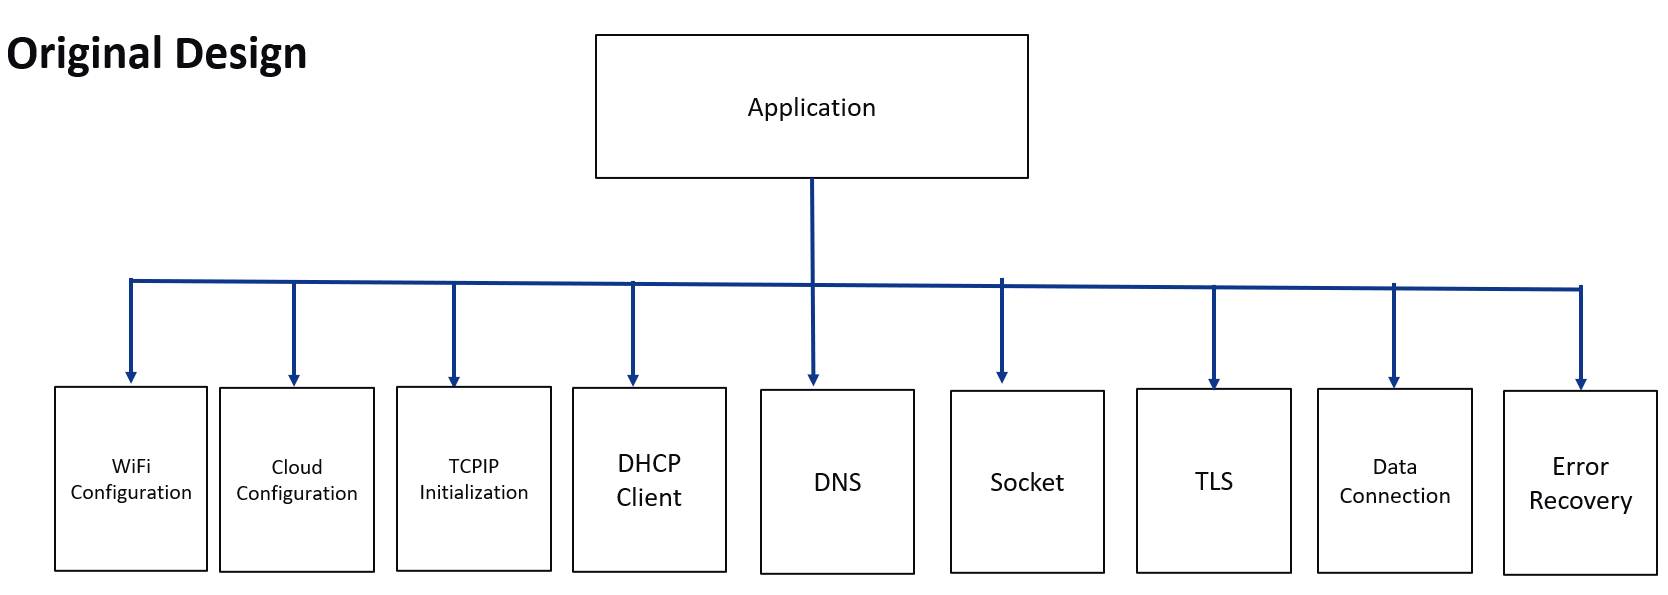 Original Design
Application
WiFi
Configuration
Cloud
Configuration
TCPIP
Initialization
DHCP
Client
DNS
Socket
TLS
Data
Connection
Error
Recovery